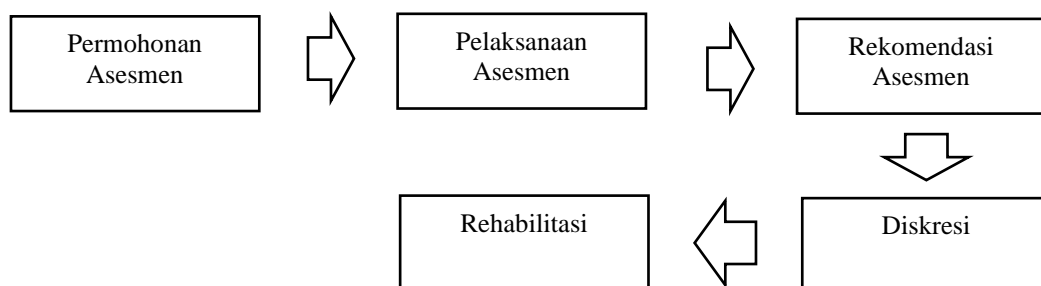 Permohonan
Asesmen
Pelaksanaan
Asesmen
Rekomendasi
Asesmen
Diskresi
Rehabilitasi